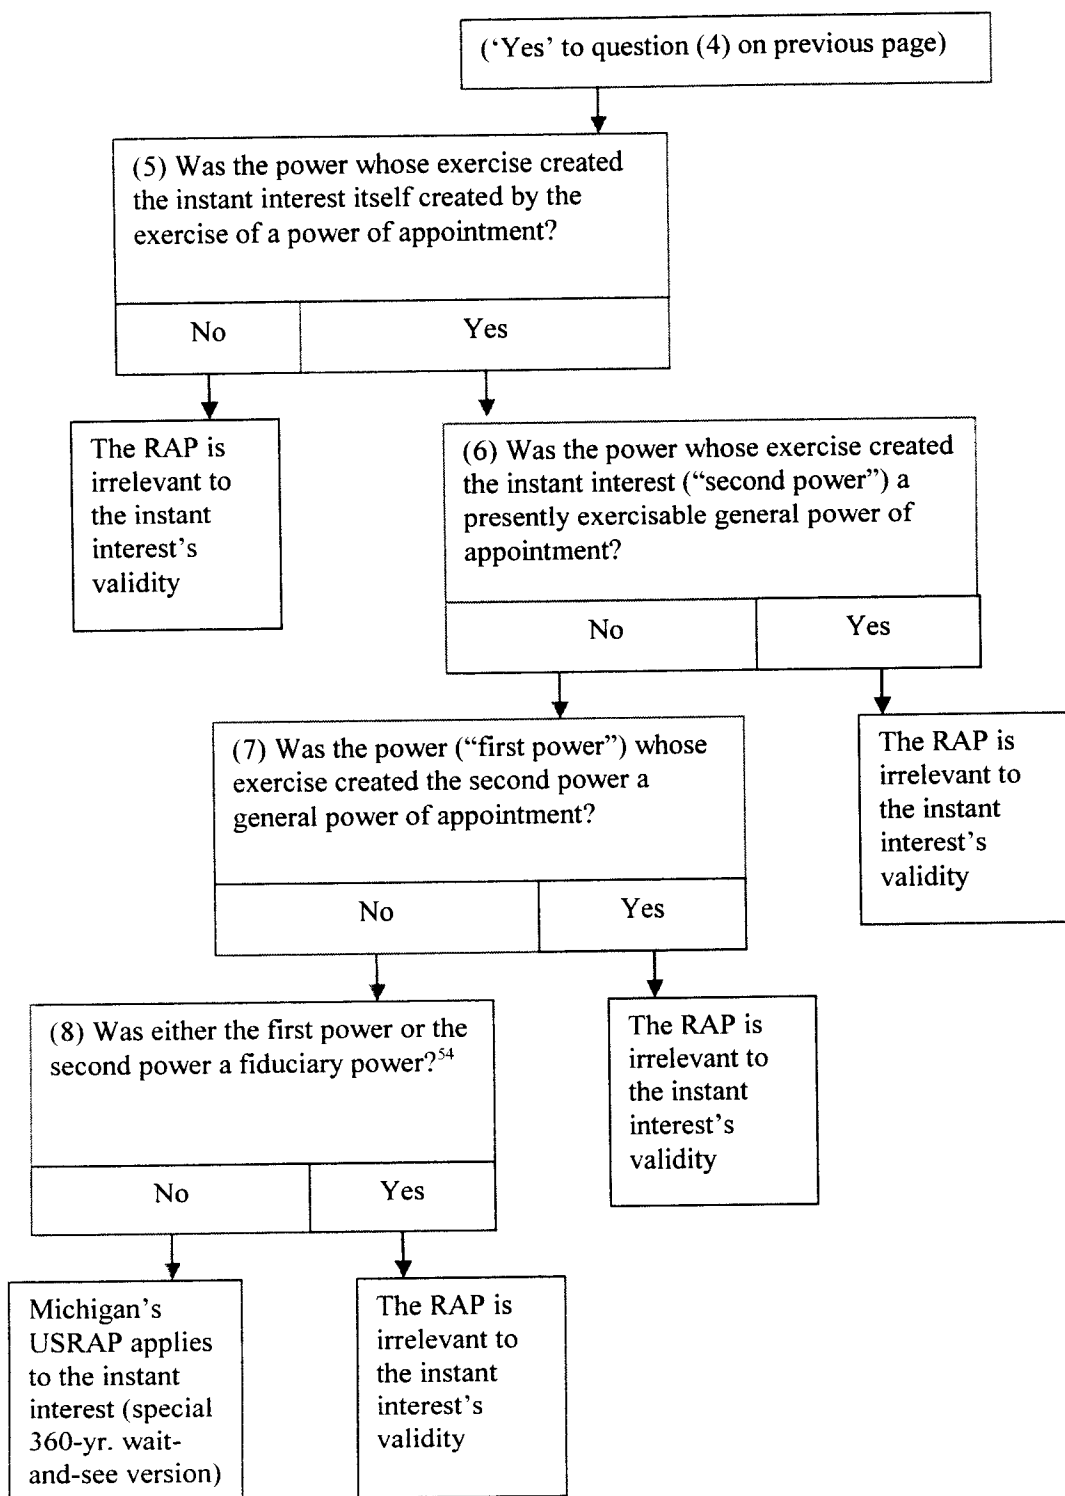 (‘Yes’ to question (4) on previous page)
(5) Was the power whose exercise created
the instant interest itself created by the
exercise of a power of appointment?
No
Yes
The RAP is
irrelevant to
the instant
interest’s
validity
(6) Was the power whose exercise created
the instant interest (“second power”) a
presently exercisable general power of
appointment?
No
Yes
The RAP is
irrelevant to
the instant
interest’s
validity
(7) Was the power (“first power”) whose
exercise created the second power a
general power of appointment?
No
Yes
The RAP is
irrelevant to
the instant
interest’s
validity
(8) Was either the first power or the
second power a fiduciary power?54
No
Yes
Michigan’s
USRAP applies
to the instant
interest (special
360-yr. wait-
and-see version)
The RAP is
irrelevant to
the instant
interest’s
validity